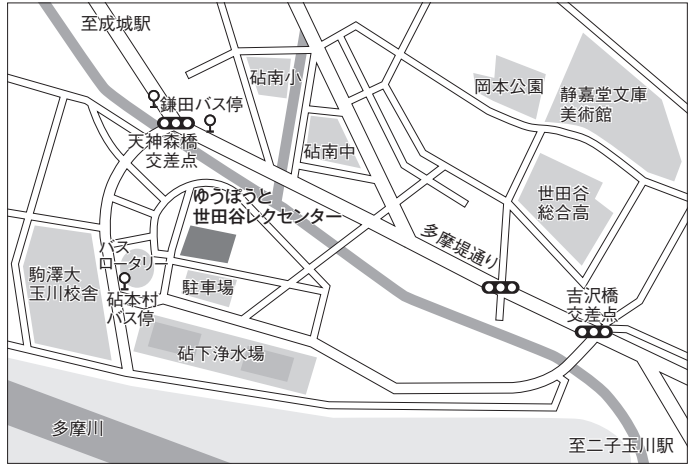 至成城駅
砧南小
岡本公園
静嘉堂文庫
美術館
鎌田バス停
天神森橋
交差点
砧南中
ゆうぽうと
世田谷レクセンター
世田谷
総合高
多摩堤通り
バス
ロータリー
駒澤大
玉川校舎
砧本村
バス停
駐車場
吉沢橋
交差点
砧下浄水場
多摩川
至二子玉川駅